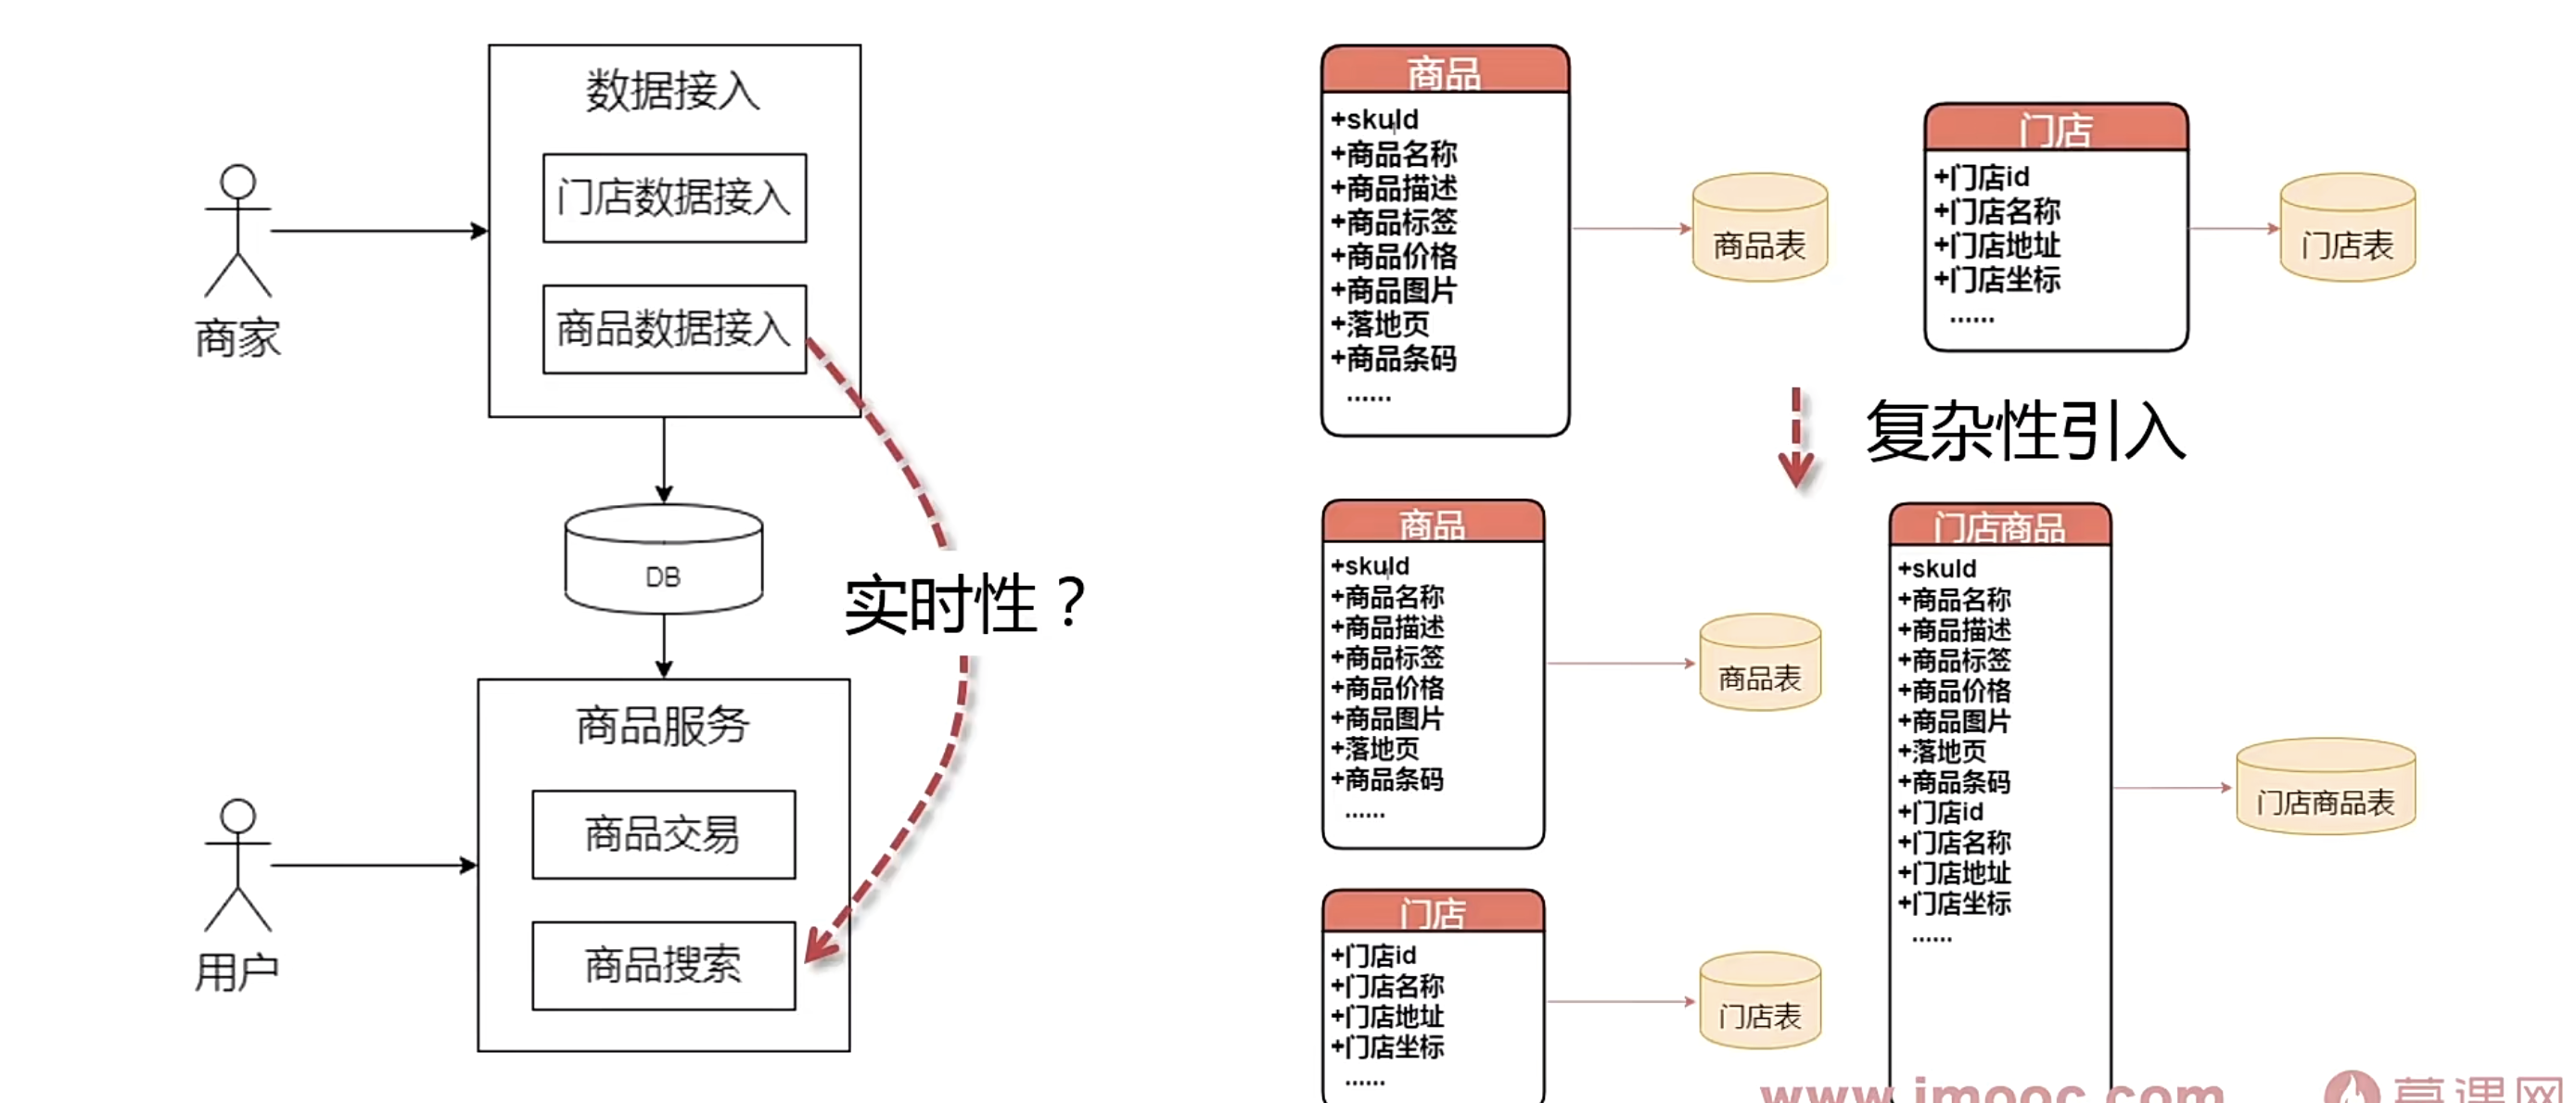 数据接入
门店数据接入
商品数据接入
商家
DB
实时性？
商品服务
商品交易
商品搜索
用户
商品
+skuId
+商品名称
+商品描述
+商品标签
+商品价格
+商品图片
+落地页
+商品条码
......
商品表
门店
+门店id
+门店名称
+门店地址
+门店坐标
......
门店表
复杂性引入
商品
+skuId
+商品名称
+商品描述
+商品标签
+商品价格
+商品图片
+落地页
+商品条码
......
商品表
门店
+门店id
+门店名称
+门店地址
+门店坐标
......
门店表
门店商品
+skuId
+商品名称
+商品描述
+商品标签
+商品价格
+商品图片
+落地页
+商品条码
+门店id
+门店名称
+门店地址
+门店坐标
......
门店商品表
www.imooc.com
慕课网